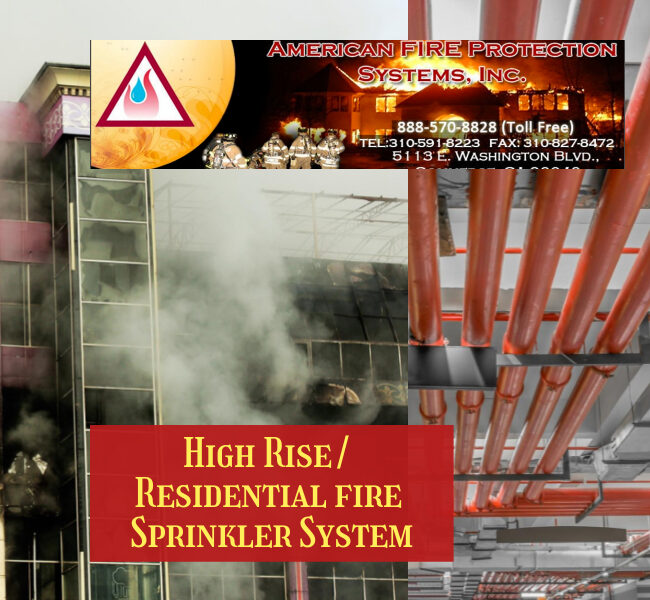 American Fire Protection
Systems, Inc.
888-570-8828 (Toll Free)
TEL:310-591-8223 FAX: 310-827-8472
5113 E. Washington Blvd.,
High Rise /
Residential fire
Sprinkler System